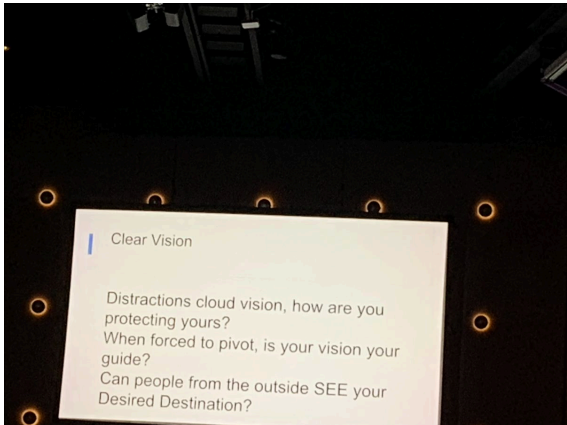 Clear Vision
Distractions cloud vision, how are you
protecting yours?
When forced to pivot, is your vision your
guide?
Can people from the outside SEE your
Desired Destination?